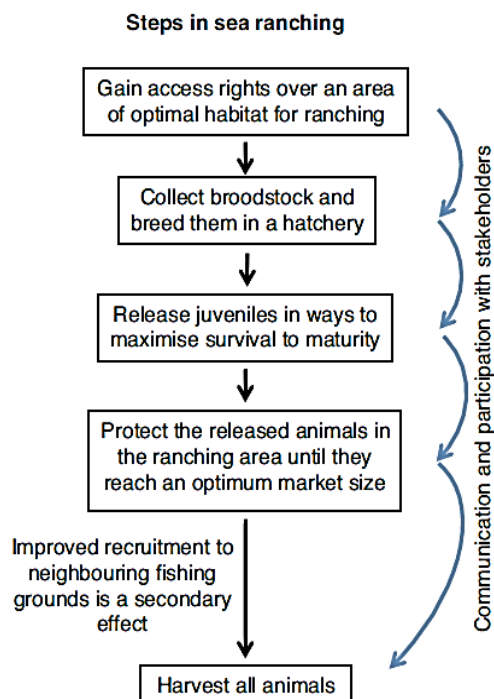 Steps in sea ranching
Gain access rights over an area
of optimal habitat for ranching
Collect broodstock and
breed them in a hatchery
Release juveniles in ways to
maximise survival to maturity
Protect the released animals in
the ranching area until they
reach an optimum market size
Improved recruitment to
neighbouring fishing
grounds is a secondary
effect
Harvest all animals
Communication and participation with stakeholders